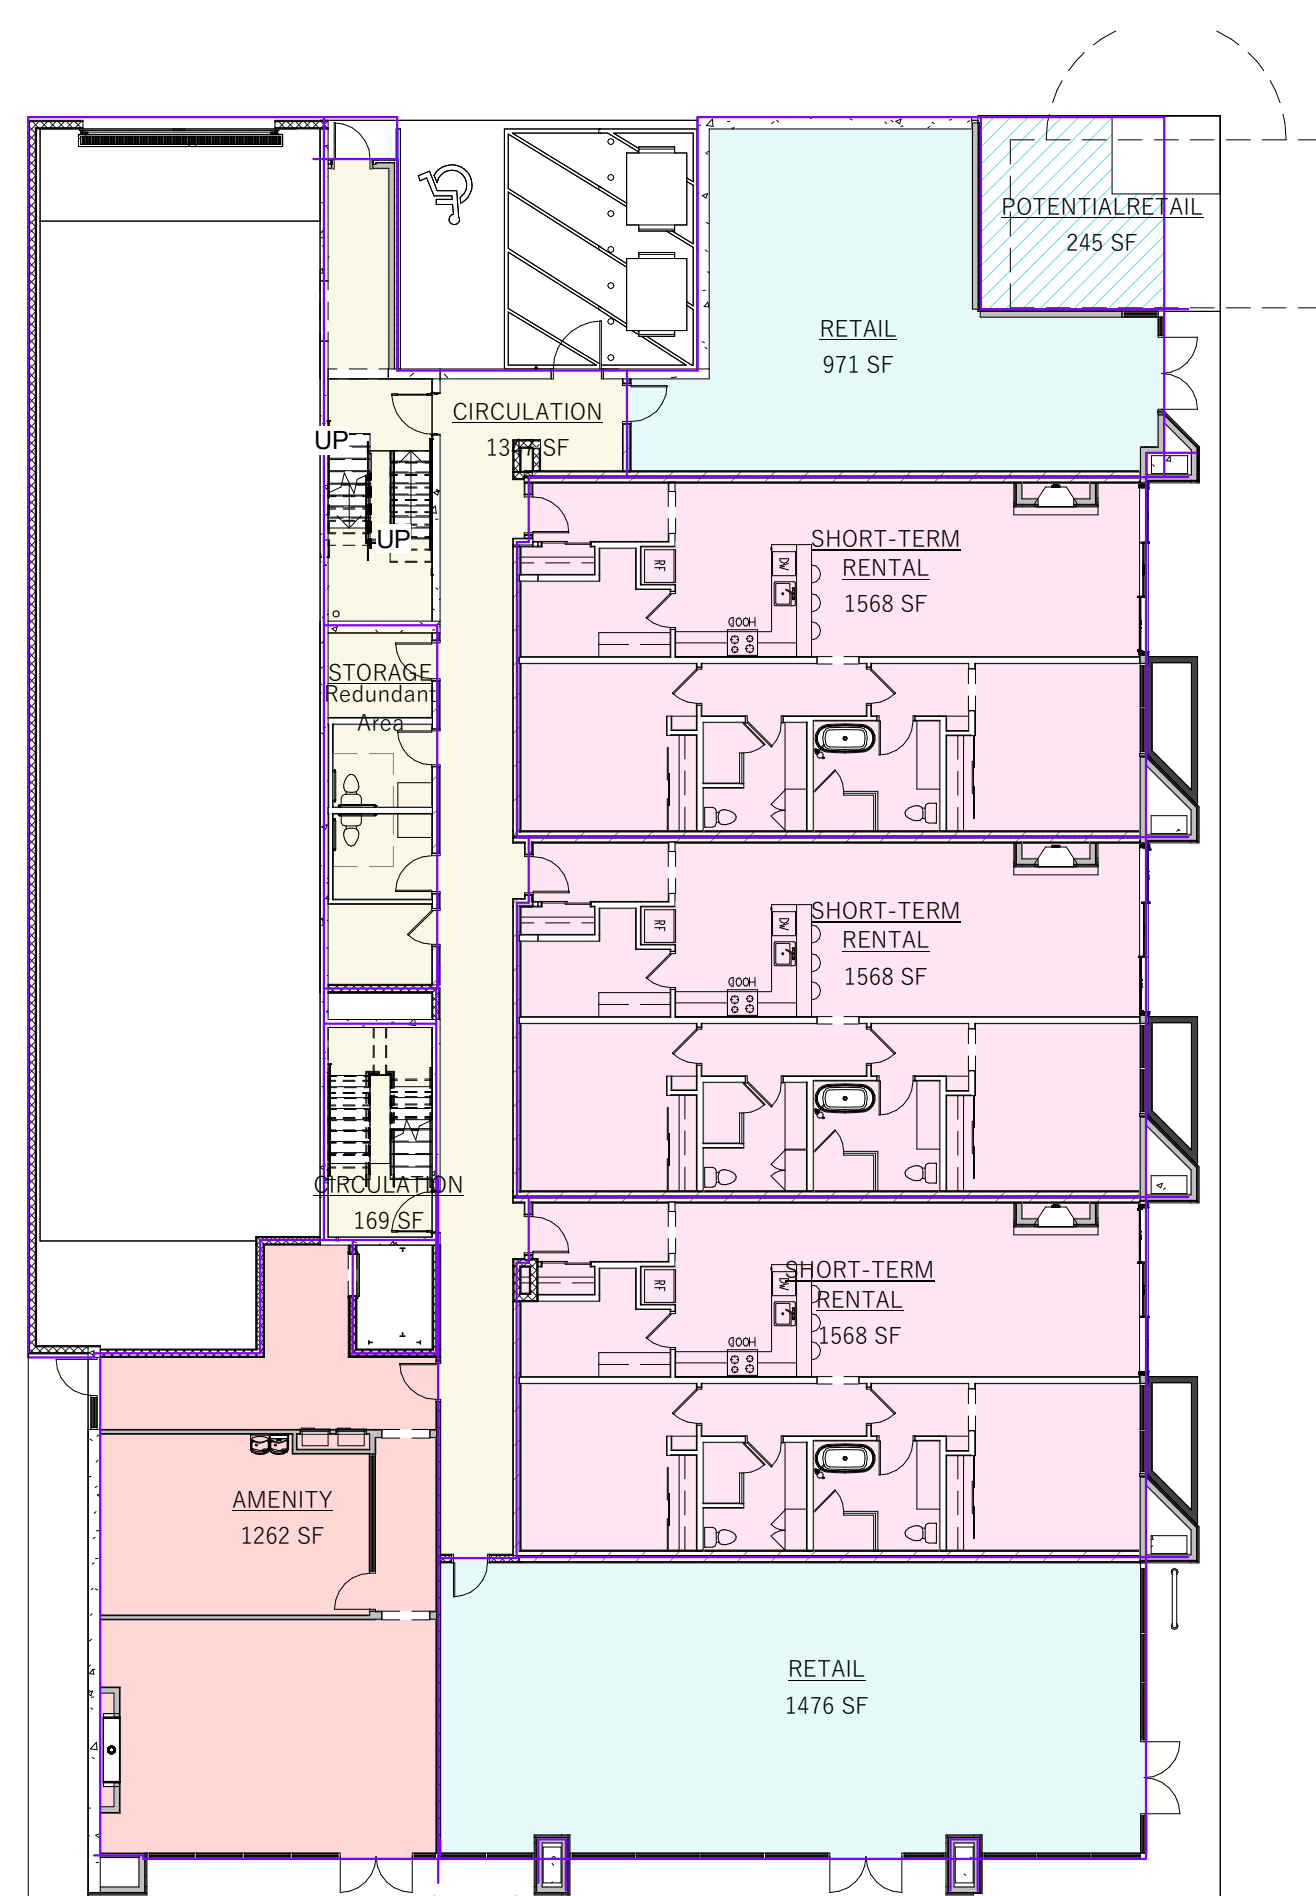 POTENTIALRETAIL
245 SF
RETAIL
971 SF
CIRCULATION
1347 SF
UP
UP
SHORT-TERM
RENTAL
1568 SF
RF
DW
HOOD
STORAGE
Redundant
Area
SHORT-TERM
RENTAL
1568 SF
RF
DW
HOOD
CIRCULATION
169 SF
SHORT-TERM
RENTAL
1568 SF
RF
DW
HOOD
AMENITY
1262 SF
RETAIL
1476 SF